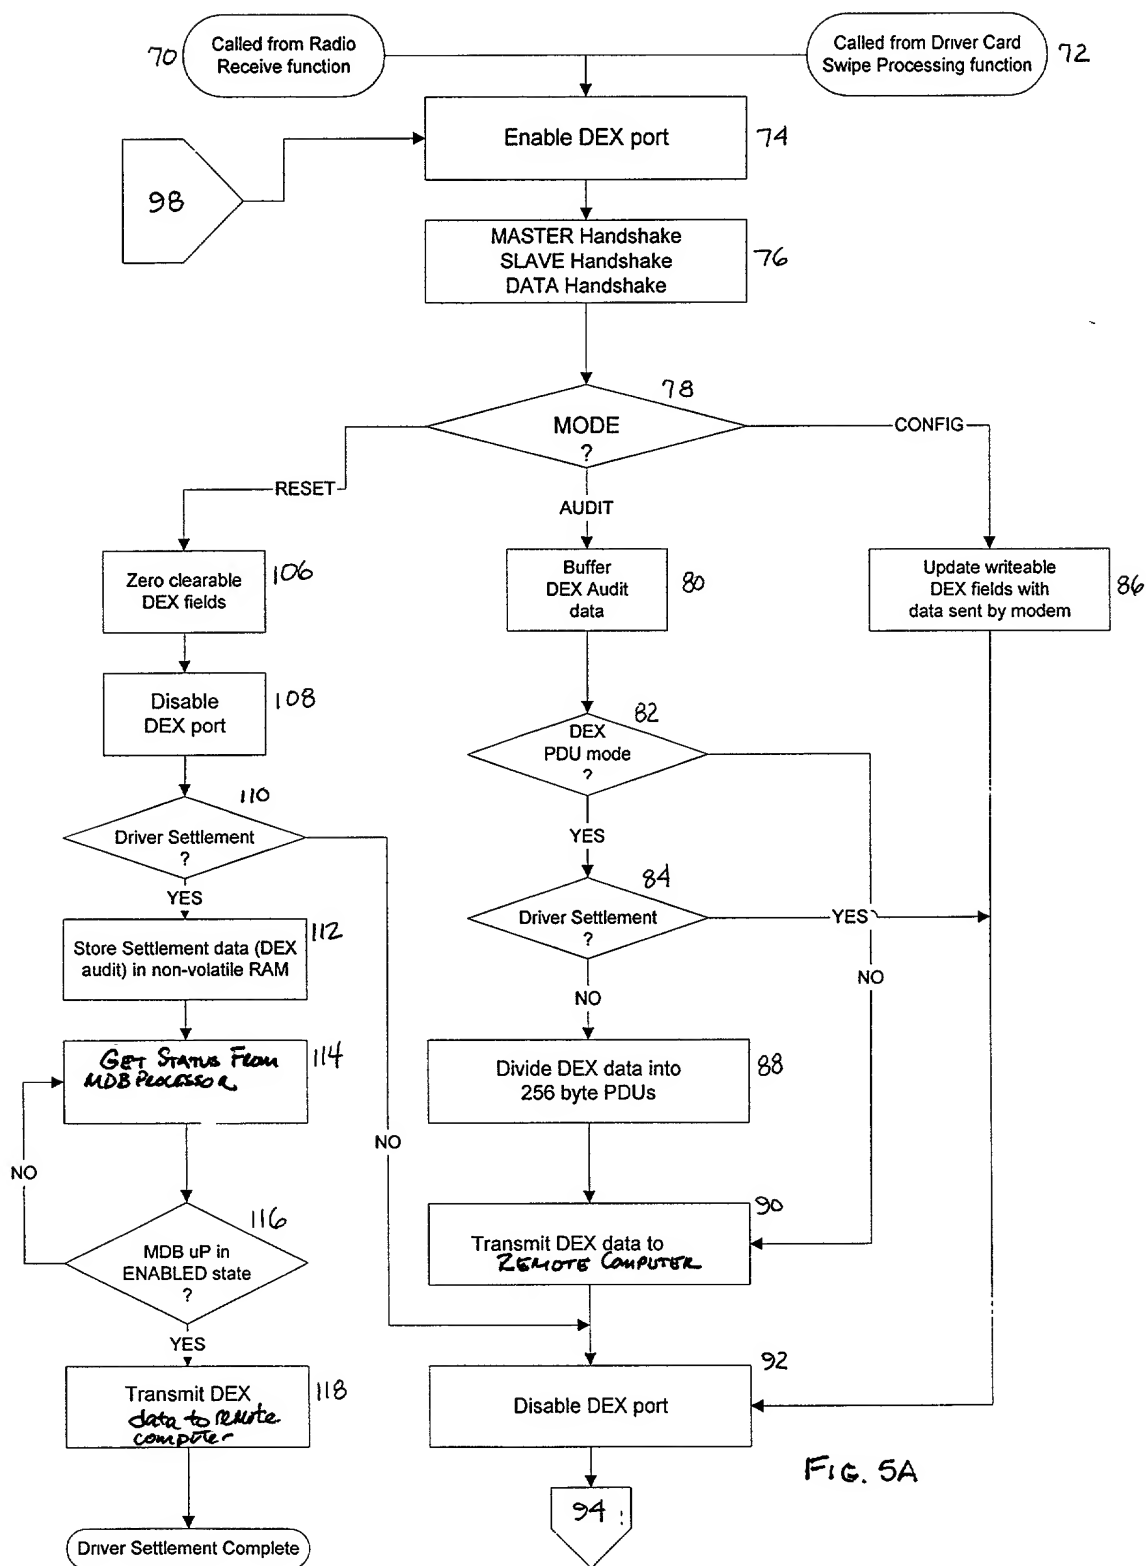 70
Called from Radio
Receive function
Called from Driver Card
Swipe Processing function
72
Enable DEX port
74
98
MASTER Handshake
SLAVE Handshake
DATA Handshake
76
78
MODE
?
CONFIG
RESET
AUDIT
Zero clearable
DEX fields
106
Buffer
DEX Audit
data
80
Update writeable
DEX fields with
data sent by modem
86
Disable
DEX port
108
82
DEX
PDU mode
?
110
Driver Settlement
?
YES
84
YES
Driver Settlement
?
YES
Store Settlement data (DEX
audit) in non-volatile RAM
112
NO
NO
GET STATUS FROM
MDB PROCESSOR
114
Divide DEX data into
256 byte PDUs
88
NO
NO
90
116
MDB uP in
ENABLED state
?
Transmit DEX data to
REMOTE COMPUTER
YES
92
Transmit DEX
data to remote
computer
118
Disable DEX port
FIG. 5A
94
Driver Settlement Complete